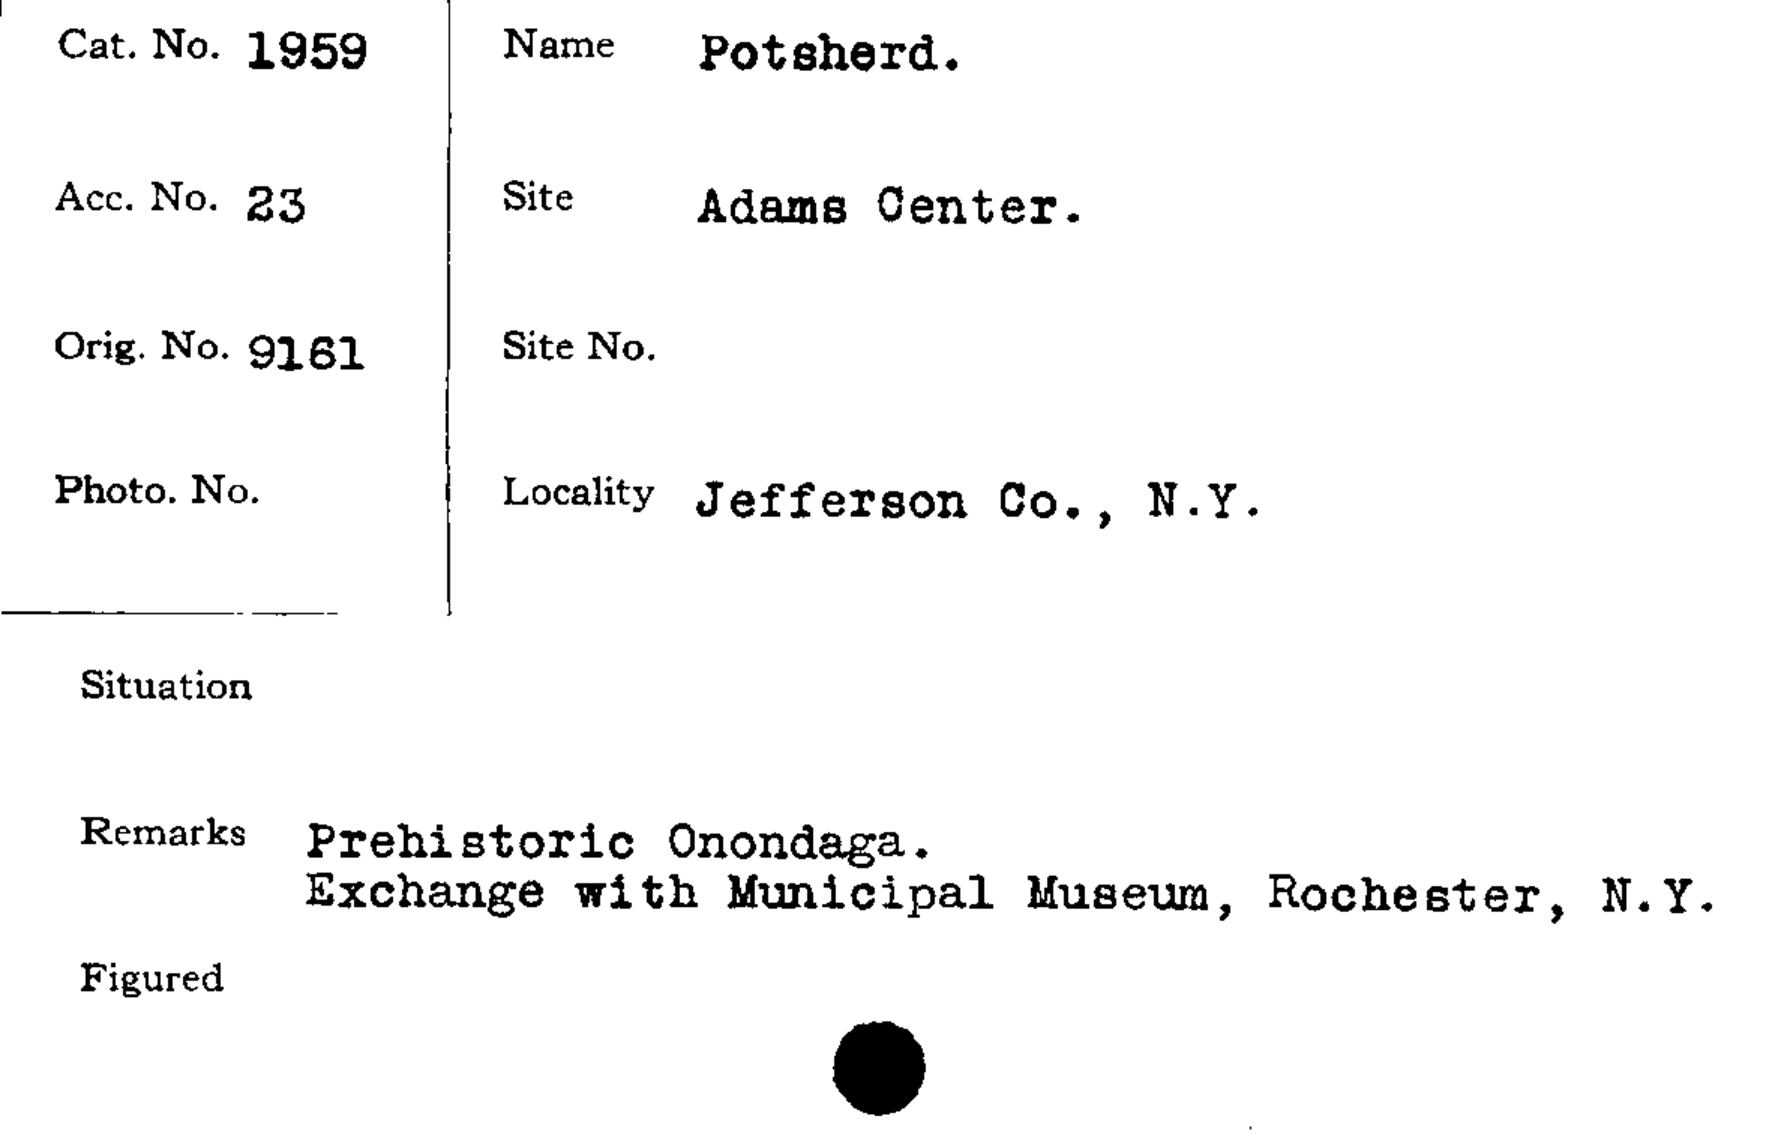 Cat. No. 1959
Name Potsherd.
Acc. No. 23
Site Adams Center.
Orig. No. 9161
Site No.
Photo. No.
Locality Jefferson Co., N.Y.
Situation
Remarks Prehistoric Onondaga.
Exchange with Municipal Museum, Rochester, N.Y.
Figured